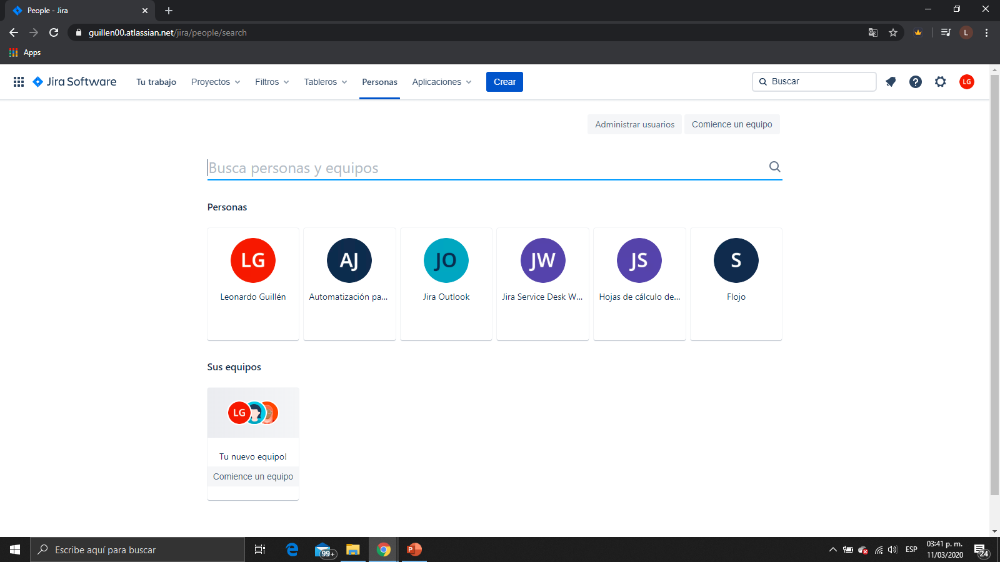 People - Jira
guillen00.atlassian.net/jira/people/search
L
Apps
Jira Software Tu trabajo Proyectos Filtros Tableros Personas Aplicaciones Crear Buscar LG
Administrar usuarios Comience un equipo
Busca personas y equipos
Personas
LG AJ JO JW JS S
Leonardo Guillén Automatización pa... Jira Outlook Jira Service Desk W... Hojas de cálculo de... Flojo
Sus equipos
LG
Tu nuevo equipo!
Comience un equipo
Escribe aquí para buscar 99+ ESP 03:41 p. m.
11/03/2020 24